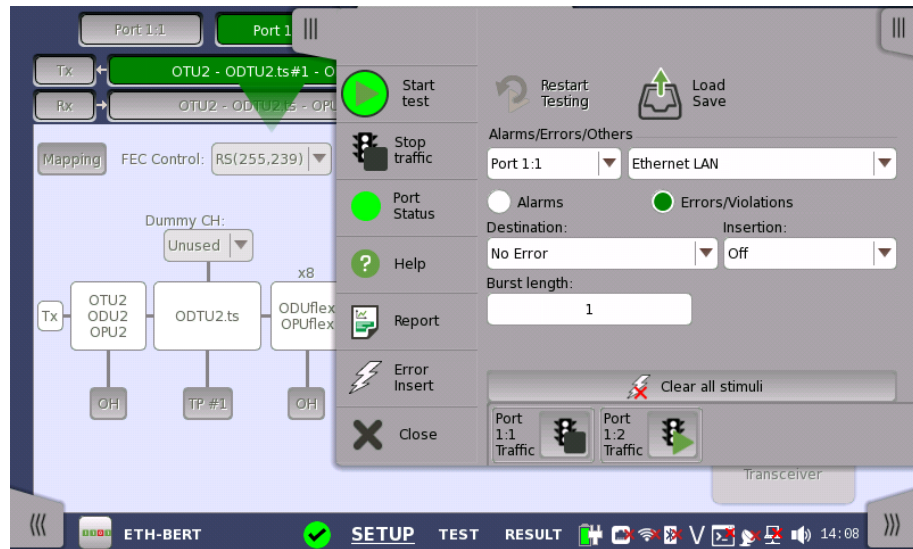 Port 1:1
Port 1
Tx
OTU2 - ODTU2.ts#1 - O
Rx
OTU2 - ODTU2.ts - OPU
Mapping
FEC Control:
RS(255,239)
Dummy CH:
Unused
x8
Tx
OTU2
ODU2
OPU2
ODTU2.ts
ODUflex
OPUflex
OH
TP #1
OH
Start
test
Stop
traffic
Port
Status
Help
Report
Error
Insert
Close
Restart
Testing
Load
Save
Alarms/Errors/Others
Port 1:1
Ethernet LAN
Alarms
Errors/Violations
Destination:
Insertion:
No Error
Off
Burst length:
1
Clear all stimuli
Port
1:1
Traffic
Port
1:2
Traffic
Transceiver
ETH-BERT
SETUP
TEST
RESULT
14:08